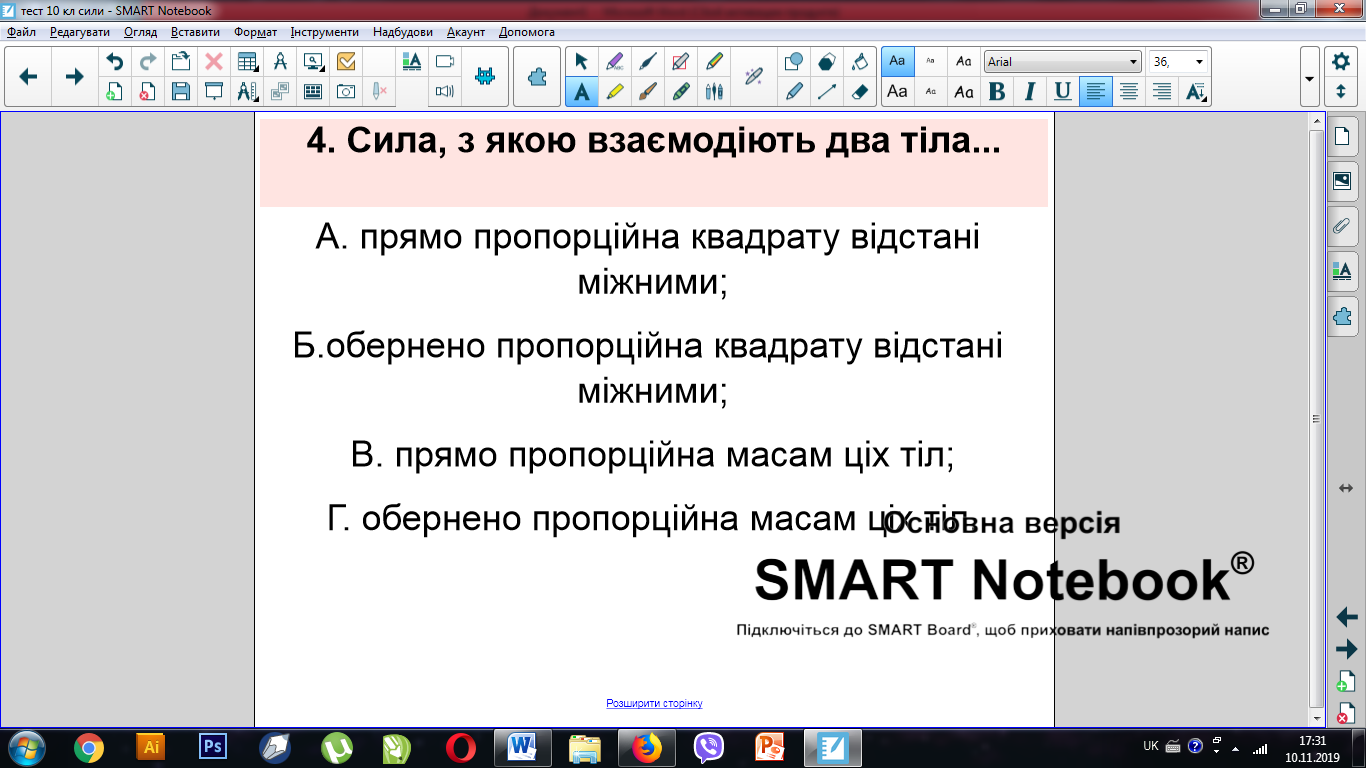 тест 10 кл сили - SMART Notebook
Файл Редагувати Огляд Вставити Формат Інструменти Надбудови Акаунт Допомога
Arial 36,
4. Сила, з якою взаємодіють два тіла...
А. прямо пропорційна квадрату відстані
міжними;
Б.обернено пропорційна квадрату відстані
міжними;
В. прямо пропорційна масам ціх тіл;
Г. обернено пропорційна масам ціх тіл
Основна версія
SMART Notebook®
Підключіться до SMART Board®, щоб приховати напівпрозорий напис
Розширити сторінку
UK
17:31
10.11.2019